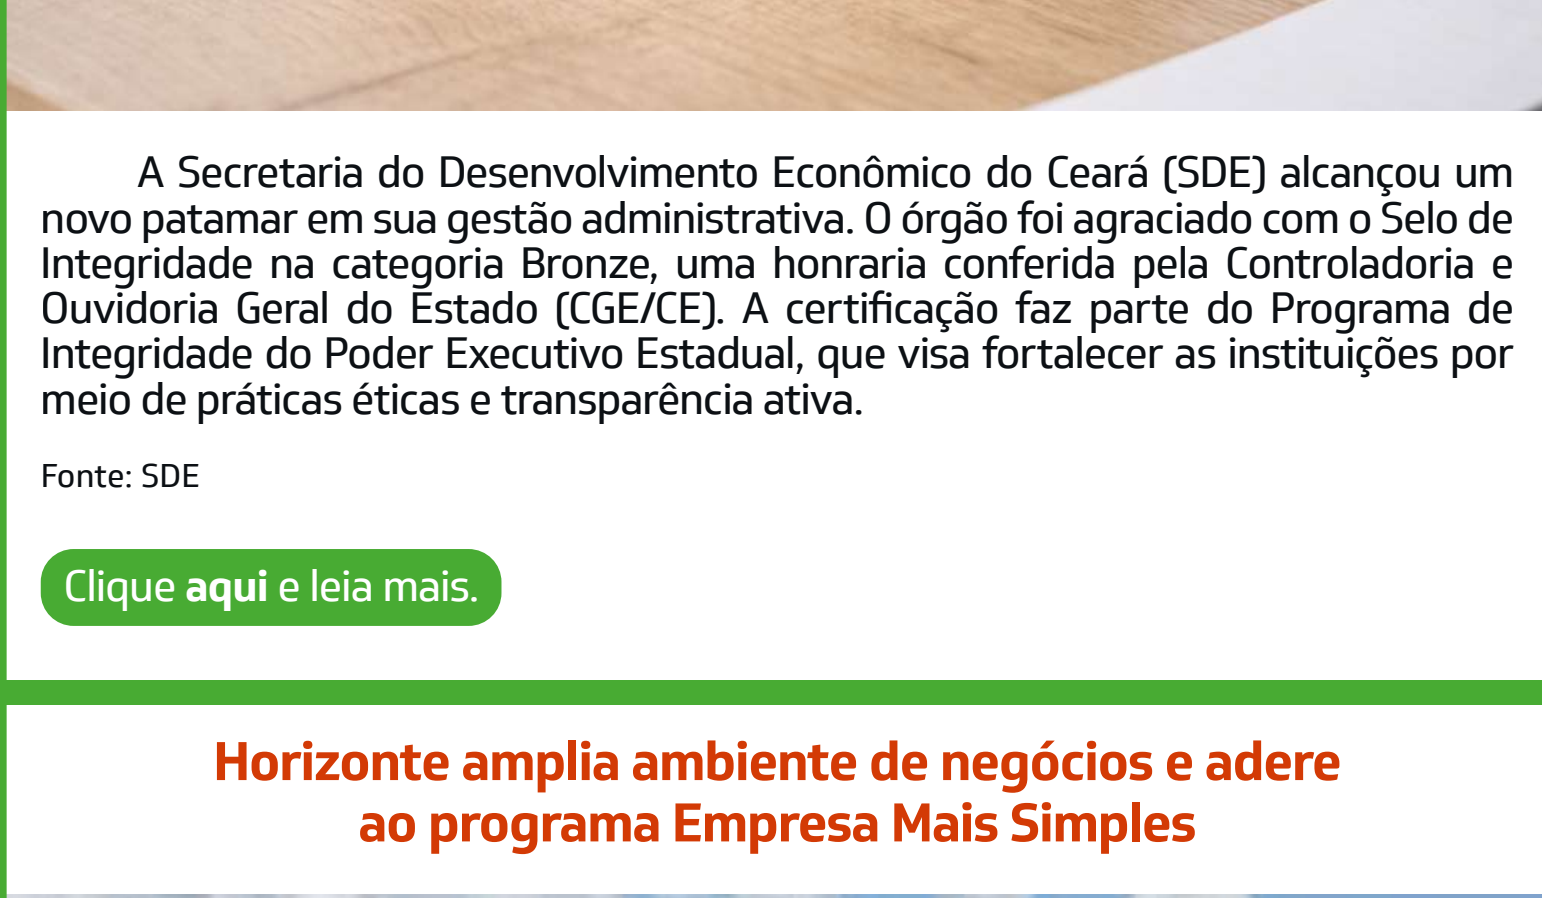 A Secretaria do Desenvolvimento Econômico do Ceará (SDE) alcançou um
novo patamar em sua gestão administrativa. O órgão foi agraciado com o Selo de
Integridade na categoria Bronze, uma honraria conferida pela Controladoria e
Ouvidoria Geral do Estado (CGE/CE). A certificação faz parte do Programa de
Integridade do Poder Executivo Estadual, que visa fortalecer as instituições por
meio de práticas éticas e transparência ativa.
Fonte: SDE
Clique aqui e leia mais.
Horizonte amplia ambiente de negócios e adere
ao programa Empresa Mais Simples